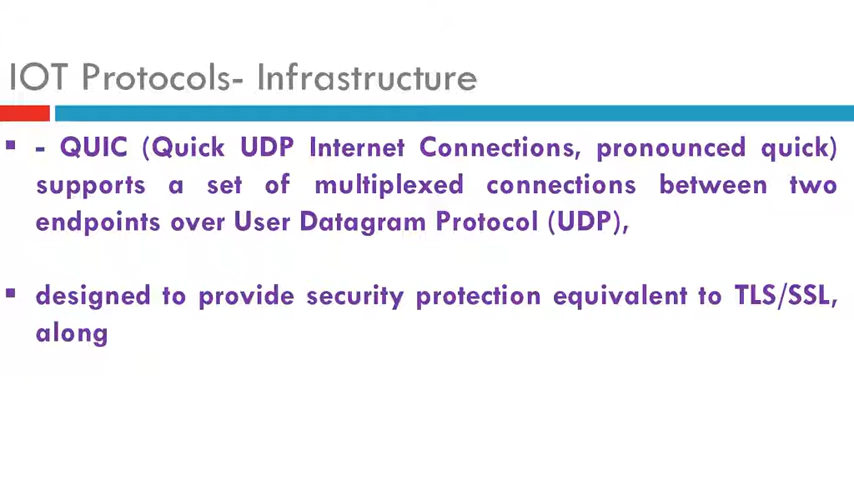 IOT Protocols- Infrastructure
- QUIC (Quick UDP Internet Connections, pronounced quick)
supports a set of multiplexed connections between two
endpoints over User Datagram Protocol (UDP),
designed to provide security protection equivalent to TLS/SSL,
along